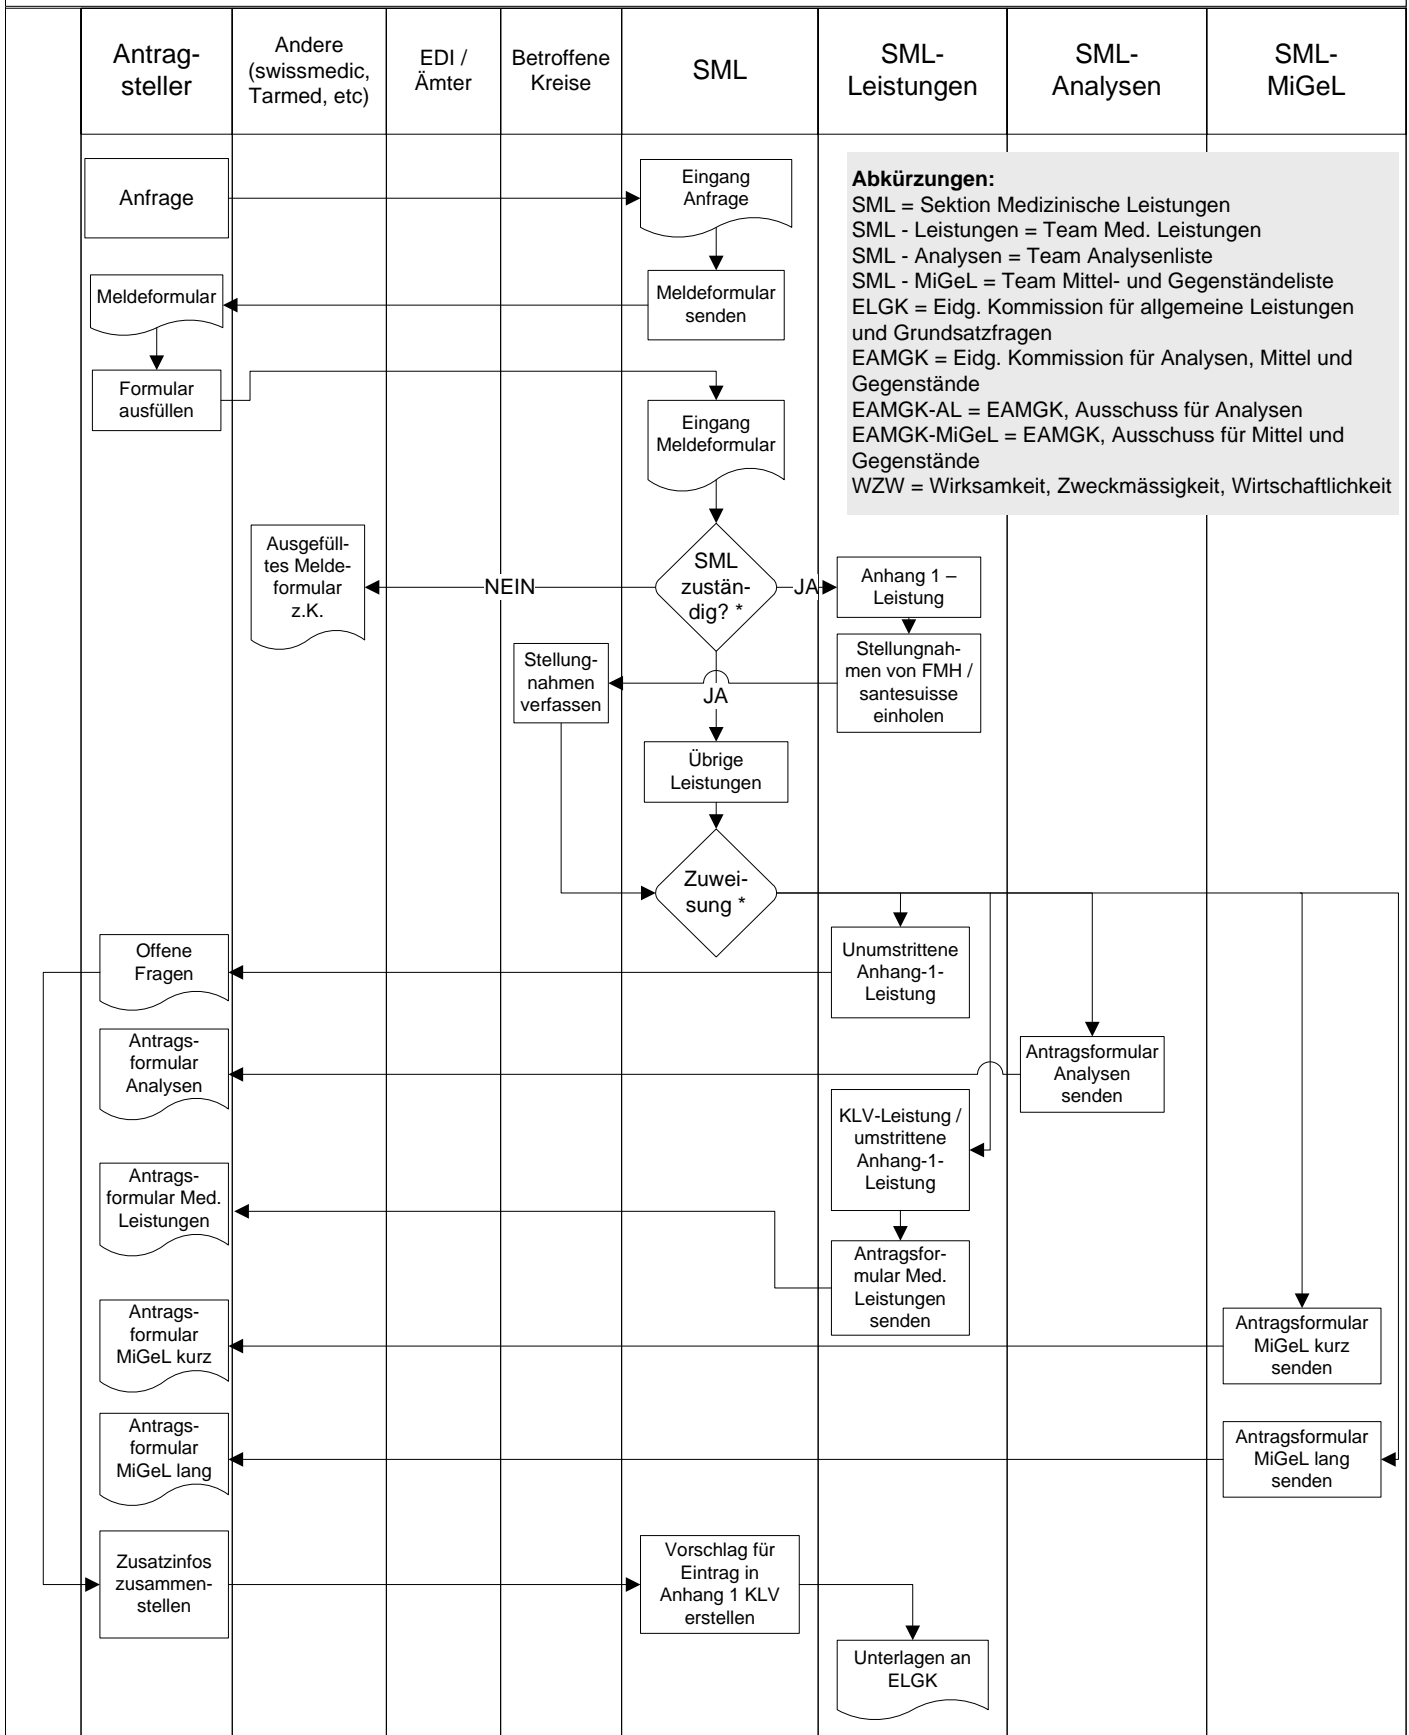 Antrag-
steller
Andere
(swissmedic,
Tarmed, etc)
EDI /
Ämter
Betroffene
Kreise
SML
SML-
Leistungen
SML-
Analysen
SML-
MiGeL
Anfrage
Eingang
Anfrage
Abkürzungen:
SML = Sektion Medizinische Leistungen
SML - Leistungen = Team Med. Leistungen
SML - Analysen = Team Analysenliste
SML - MiGeL = Team Mittel- und Gegenständeliste
ELGK = Eidg. Kommission für allgemeine Leistungen
und Grundsatzfragen
EAMGK = Eidg. Kommission für Analysen, Mittel und
Gegenstände
EAMGK-AL = EAMGK, Ausschuss für Analysen
EAMGK-MiGeL = EAMGK, Ausschuss für Mittel und
Gegenstände
WZW = Wirksamkeit, Zweckmässigkeit, Wirtschaftlichkeit
Meldeformular
Meldeformular
senden
Formular
ausfüllen
Eingang
Meldeformular
Ausgefüll-
tes Melde-
formular
z.K.
NEIN
SML
zustän-
dig? *
JA
Anhang 1 –
Leistung
Stellung-
nahmen
verfassen
JA
Stellungnah-
men von FMH /
santesuisse
einholen
Übrige
Leistungen
Zuwei-
sung *
Offene
Fragen
Unumstrittene
Anhang-1-
Leistung
Antrags-
formular
Analysen
Antragsformular
Analysen
senden
KLV-Leistung /
umstrittene
Anhang-1-
Leistung
Antrags-
formular Med.
Leistungen
Antragsfor-
mular Med.
Leistungen
senden
Antrags-
formular
MiGeL kurz
Antragsformular
MiGeL kurz
senden
Antrags-
formular
MiGeL lang
Antragsformular
MiGeL lang
senden
Zusatzinfos
zusammen-
stellen
Vorschlag für
Eintrag in
Anhang 1 KLV
erstellen
Unterlagen an
ELGK